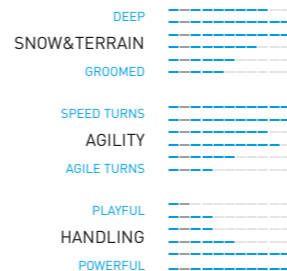 DEEP
SNOW&TERRAIN
GROOMED
SPEED TURNS
AGILITY
AGILE TURNS
PLAYFUL
HANDLING
POWERFUL